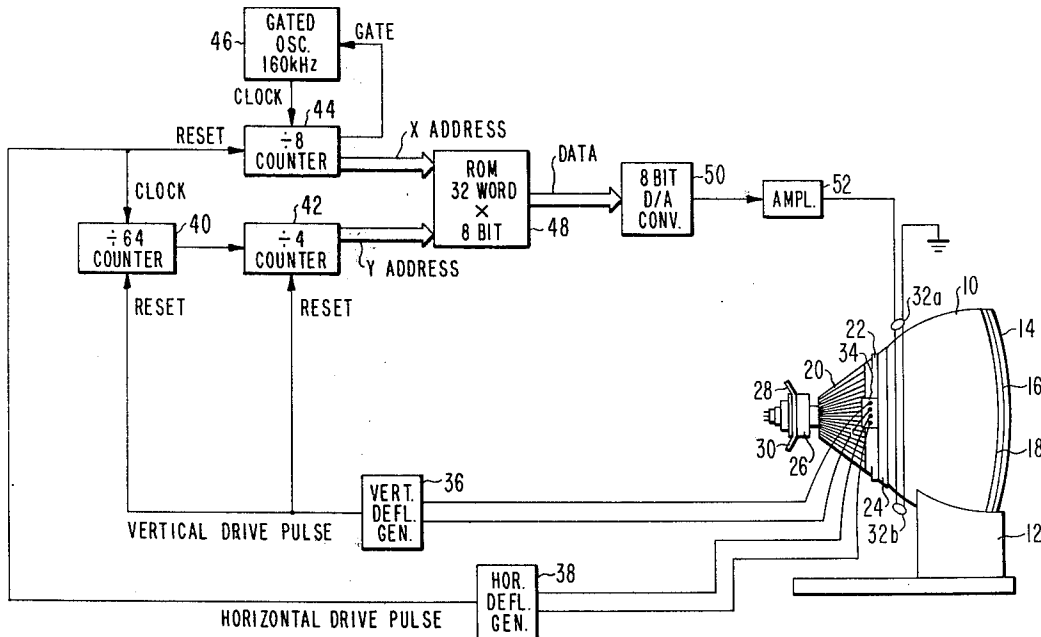 GATED
OSC.
160kHz
46
GATE
CLOCK
44
RESET
÷8
COUNTER
X ADDRESS
CLOCK
40
÷64
COUNTER
42
÷4
COUNTER
Y ADDRESS
RESET
RESET
ROM
32 WORD
×
8 BIT
48
DATA
8 BIT
D/A
CONV.
50
AMPL.
52
32a
10
14
22
34
20
16
28
18
30
26
24
32b
12
VERT.
DEFL.
GEN.
36
VERTICAL DRIVE PULSE
HOR.
DEFL.
GEN.
38
HORIZONTAL DRIVE PULSE